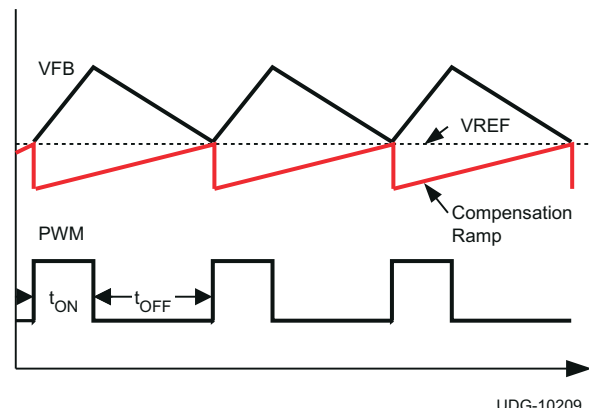 VFB
VREF
Compensation
Ramp
PWM
tON
tOFF
UDG-10209